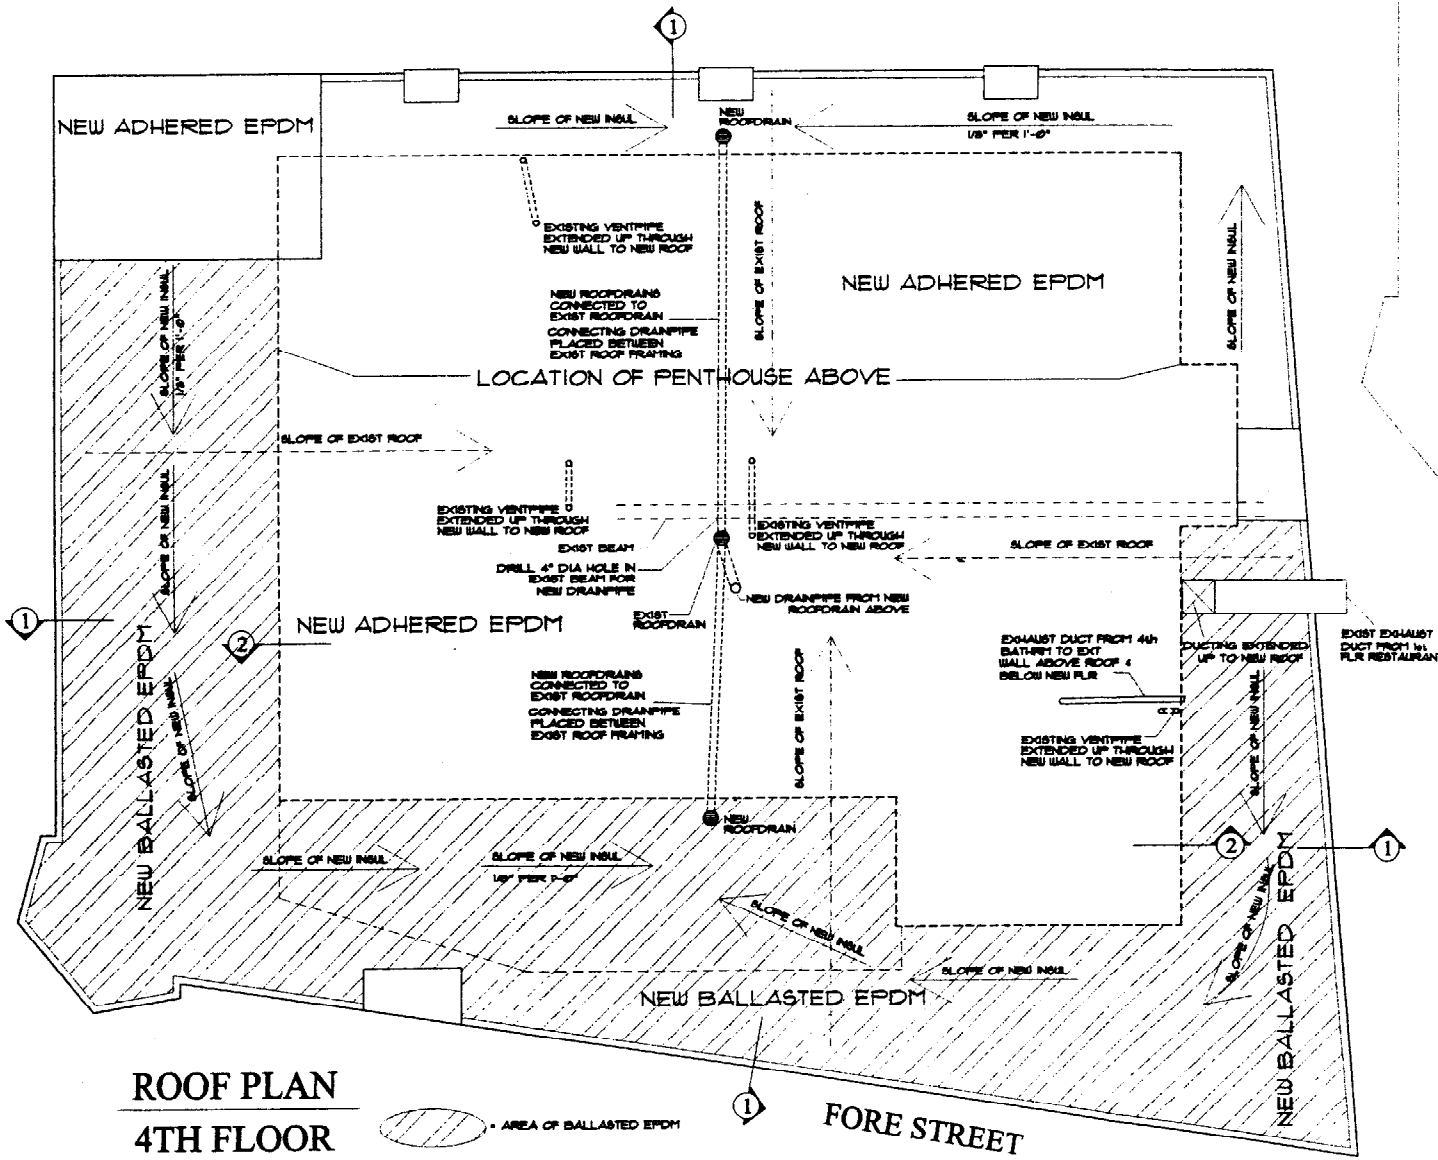 1
NEW ADHERED EPDM
SLOPE OF NEW INSUL
NEW
ROOFDRAIN
SLOPE OF NEW INSUL
1/8" PER 1'-0"
EXISTING VENTPIPE
EXTENDED UP THROUGH
NEW WALL TO NEW ROOF
SLOPE OF EXIST ROOF
NEW ADHERED EPDM
SLOPE OF NEW INSUL
SLOPE OF NEW INSUL
1/8" PER 1'-0"
NEW ROOFDRAINS
CONNECTED TO
EXIST ROOFDRAIN
CONNECTING DRAINPIPE
PLACED BETWEEN
EXIST ROOF FRAMING
LOCATION OF PENTHOUSE ABOVE
SLOPE OF EXIST ROOF
SLOPE OF NEW INSUL
EXISTING VENTPIPE
EXTENDED UP THROUGH
NEW WALL TO NEW ROOF
EXISTING VENTPIPE
EXTENDED UP THROUGH
NEW WALL TO NEW ROOF
EXIST BEAM
DRILL 4" DIA HOLE IN
EXIST BEAM FOR
NEW DRAINPIPE
SLOPE OF EXIST ROOF
NEW DRAINPIPE FROM NEW
ROOFDRAIN ABOVE
EXIST
ROOFDRAIN
1
2
NEW ADHERED EPDM
EXHAUST DUCT FROM 4th
BATHRM TO EXT
WALL ABOVE ROOF &
BELOW NEW FLR
DUCTING EXTENDED
UP TO NEW ROOF
EXIST EXHAUST
DUCT FROM 1st
FLR RESTAURAN
NEW BALLASTED EPDM
SLOPE OF NEW INSUL
NEW ROOFDRAINS
CONNECTED TO
EXIST ROOFDRAIN
CONNECTING DRAINPIPE
PLACED BETWEEN
EXIST ROOF FRAMING
SLOPE OF EXIST ROOF
EXISTING VENTPIPE
EXTENDED UP THROUGH
NEW WALL TO NEW ROOF
SLOPE OF NEW INSUL
NEW
ROOFDRAIN
2
1
SLOPE OF NEW INSUL
SLOPE OF NEW INSUL
1/8" PER 1'-0"
SLOPE OF NEW INSUL
SLOPE OF NEW INSUL
SLOPE OF NEW INSUL
NEW BALLASTED EPDM
NEW BALLASTED EPDM
1
ROOF PLAN
4TH FLOOR
= AREA OF BALLASTED EPDM
FORE STREET